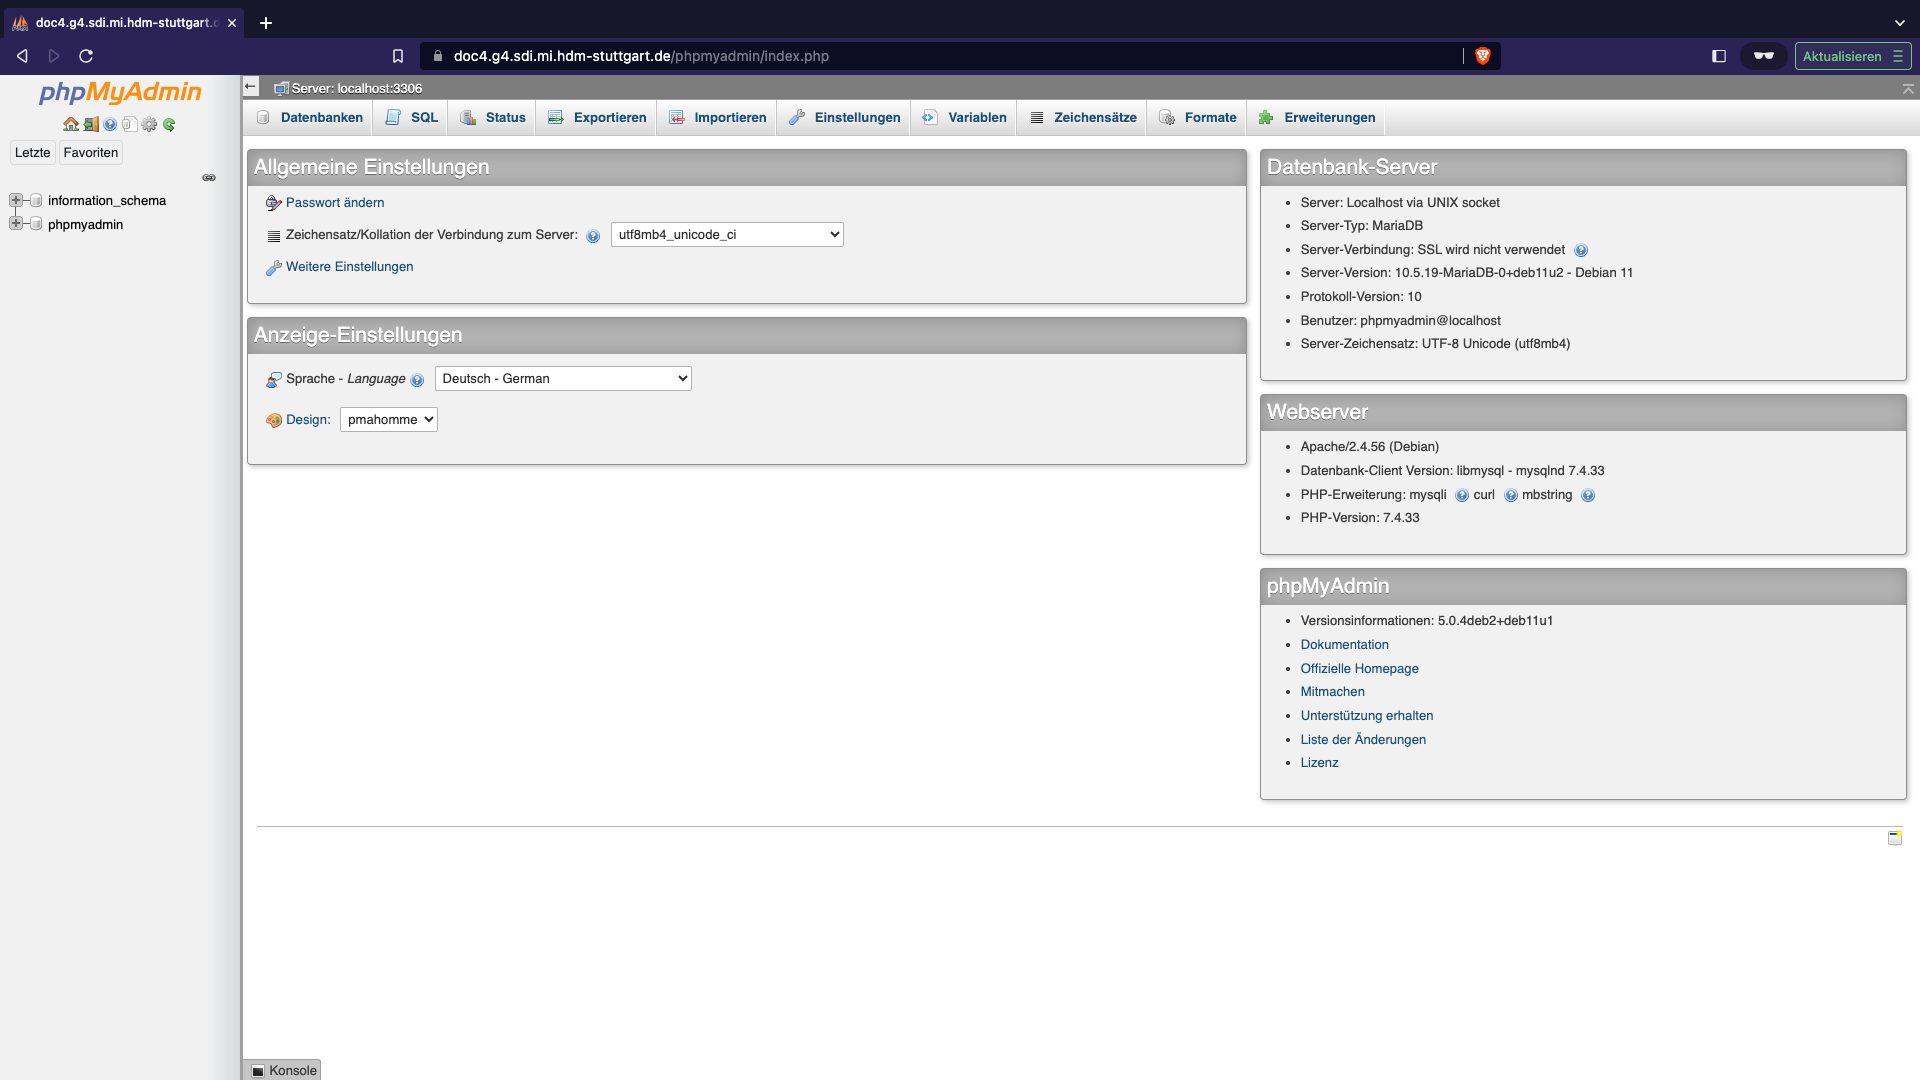 doc4.g4.sdi.mi.hdm-stuttgart.d
doc4.g4.sdi.mi.hdm-stuttgart.de/phpmyadmin/index.php
Aktualisieren
phpMyAdmin
Letzte Favoriten
information_schema
phpmyadmin
Server: localhost:3306
Datenbanken SQL Status Exportieren Importieren Einstellungen Variablen Zeichensätze Formate Erweiterungen
Allgemeine Einstellungen
Passwort ändern
Zeichensatz/Kollation der Verbindung zum Server: utf8mb4_unicode_ci
Weitere Einstellungen
Anzeige-Einstellungen
Sprache - Language Deutsch - German
Design: pmahomme
Datenbank-Server
Server: Localhost via UNIX socket
Server-Typ: MariaDB
Server-Verbindung: SSL wird nicht verwendet
Server-Version: 10.5.19-MariaDB-0+deb11u2 - Debian 11
Protokoll-Version: 10
Benutzer: phpmyadmin@localhost
Server-Zeichensatz: UTF-8 Unicode (utf8mb4)
Webserver
Apache/2.4.56 (Debian)
Datenbank-Client Version: libmysql - mysqlnd 7.4.33
PHP-Erweiterung: mysqli curl mbstring
PHP-Version: 7.4.33
phpMyAdmin
Versionsinformationen: 5.0.4deb2+deb11u1
Dokumentation
Offizielle Homepage
Mitmachen
Unterstützung erhalten
Liste der Änderungen
Lizenz
Konsole